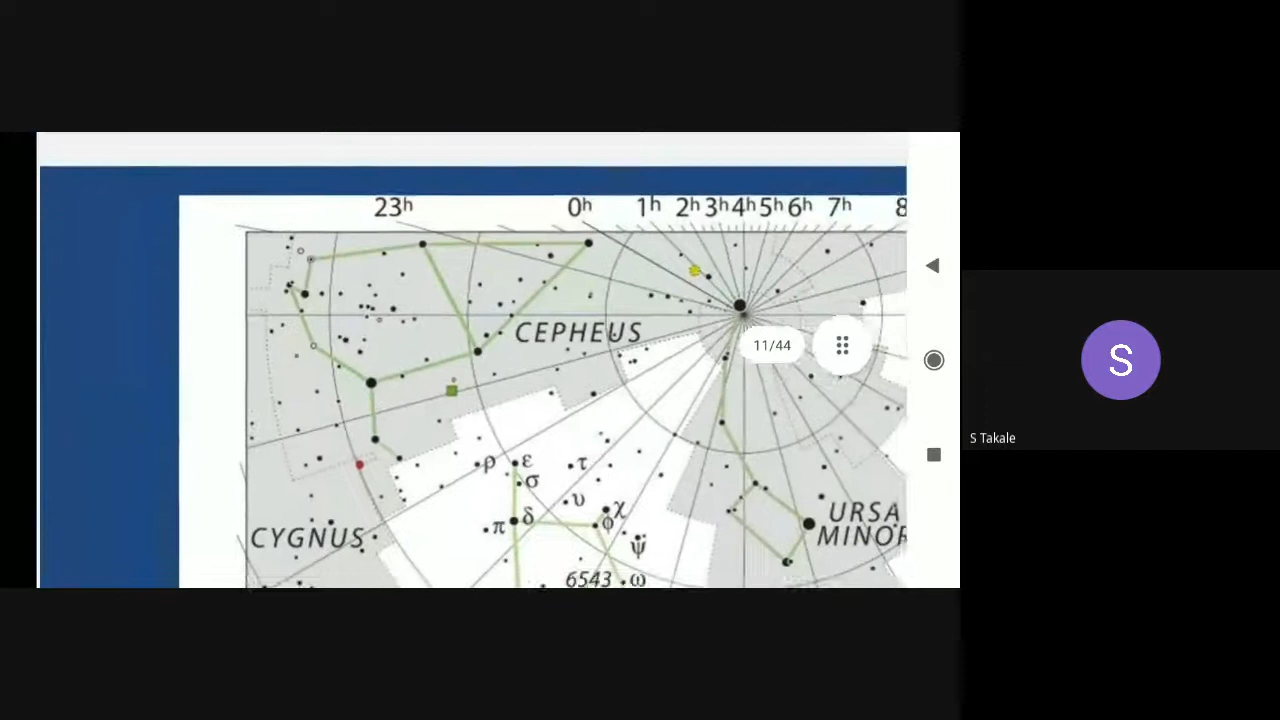 23h 0h 1h 2h 3h 4h 5h 6h 7h 8
CEPHEUS
11/44
ρ ε τ
σ
υ χ
π δ φ
ψ
URSA
MINOR
CYGNUS
6543 ω
S
S Takale